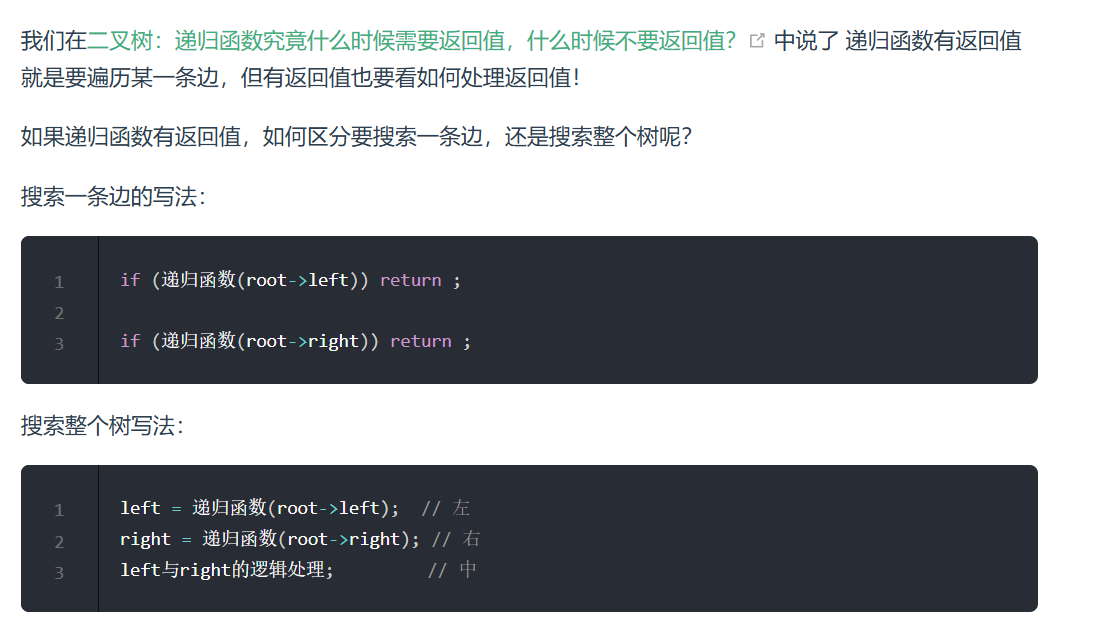 我们在二叉树：递归函数究竟什么时候需要返回值，什么时候不要返回值？ 中说了 递归函数有返回值
就是要遍历某一条边，但有返回值也要看如何处理返回值！
如果递归函数有返回值，如何区分要搜索一条边，还是搜索整个树呢？
搜索一条边的写法：
1 if (递归函数(root->left)) return ;
2
3 if (递归函数(root->right)) return ;
搜索整个树写法：
1 left = 递归函数(root->left);  // 左
2 right = 递归函数(root->right); // 右
3 left与right的逻辑处理;         // 中